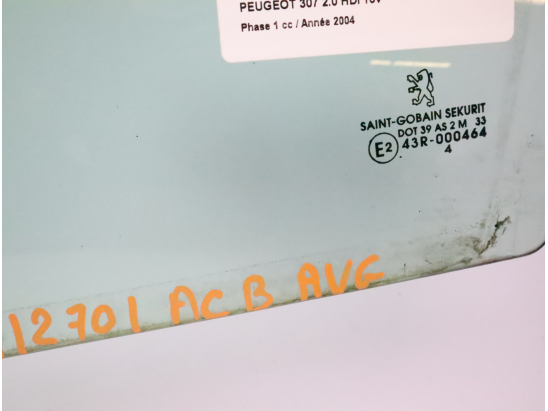 PEUGEOT 307 2.0 HDI 16V
Phase 1 cc / Année 2004
SAINT-GOBAIN SEKURIT
DOT 39 AS 2 M 33
E2 43R-000464
4
12701 ACB AVG